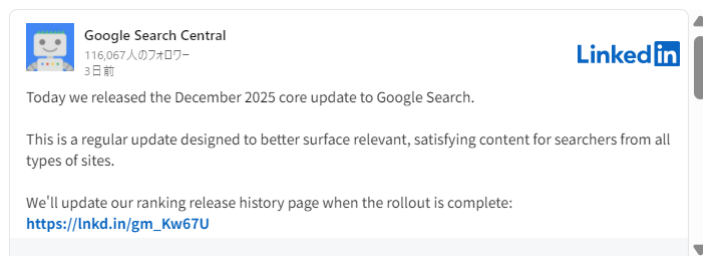 Google Search Central
116,067人のフォロワー
3日前
LinkedIn
Today we released the December 2025 core update to Google Search.
This is a regular update designed to better surface relevant, satisfying content for searchers from all
types of sites.
We'll update our ranking release history page when the rollout is complete:
https://lnkd.in/gm_Kw67U